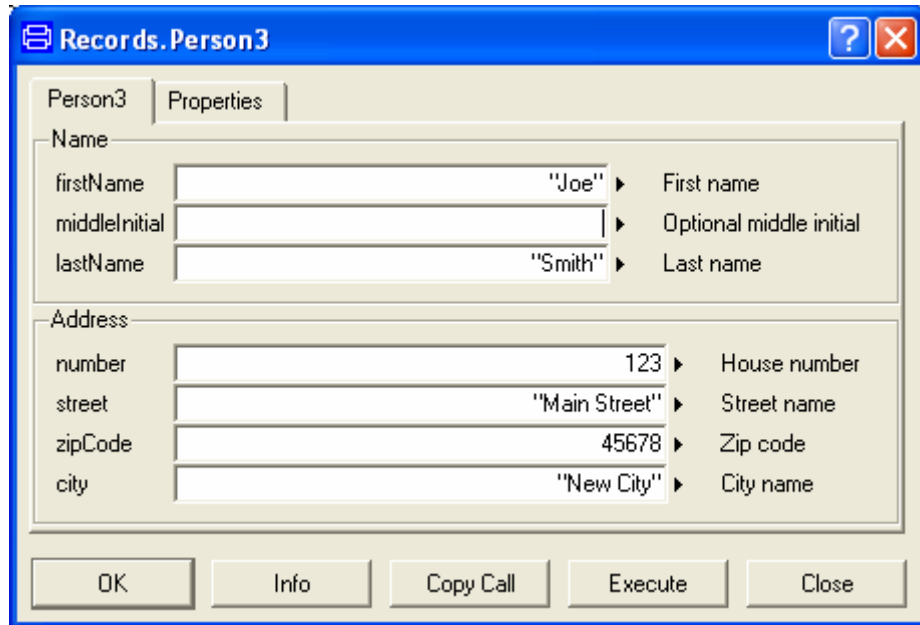 Records.Person3
Person3 Properties
Name
firstName "Joe" First name
middleInitial Optional middle initial
lastName "Smith" Last name
Address
number 123 House number
street "Main Street" Street name
zipCode 45678 Zip code
city "New City" City name
OK Info Copy Call Execute Close